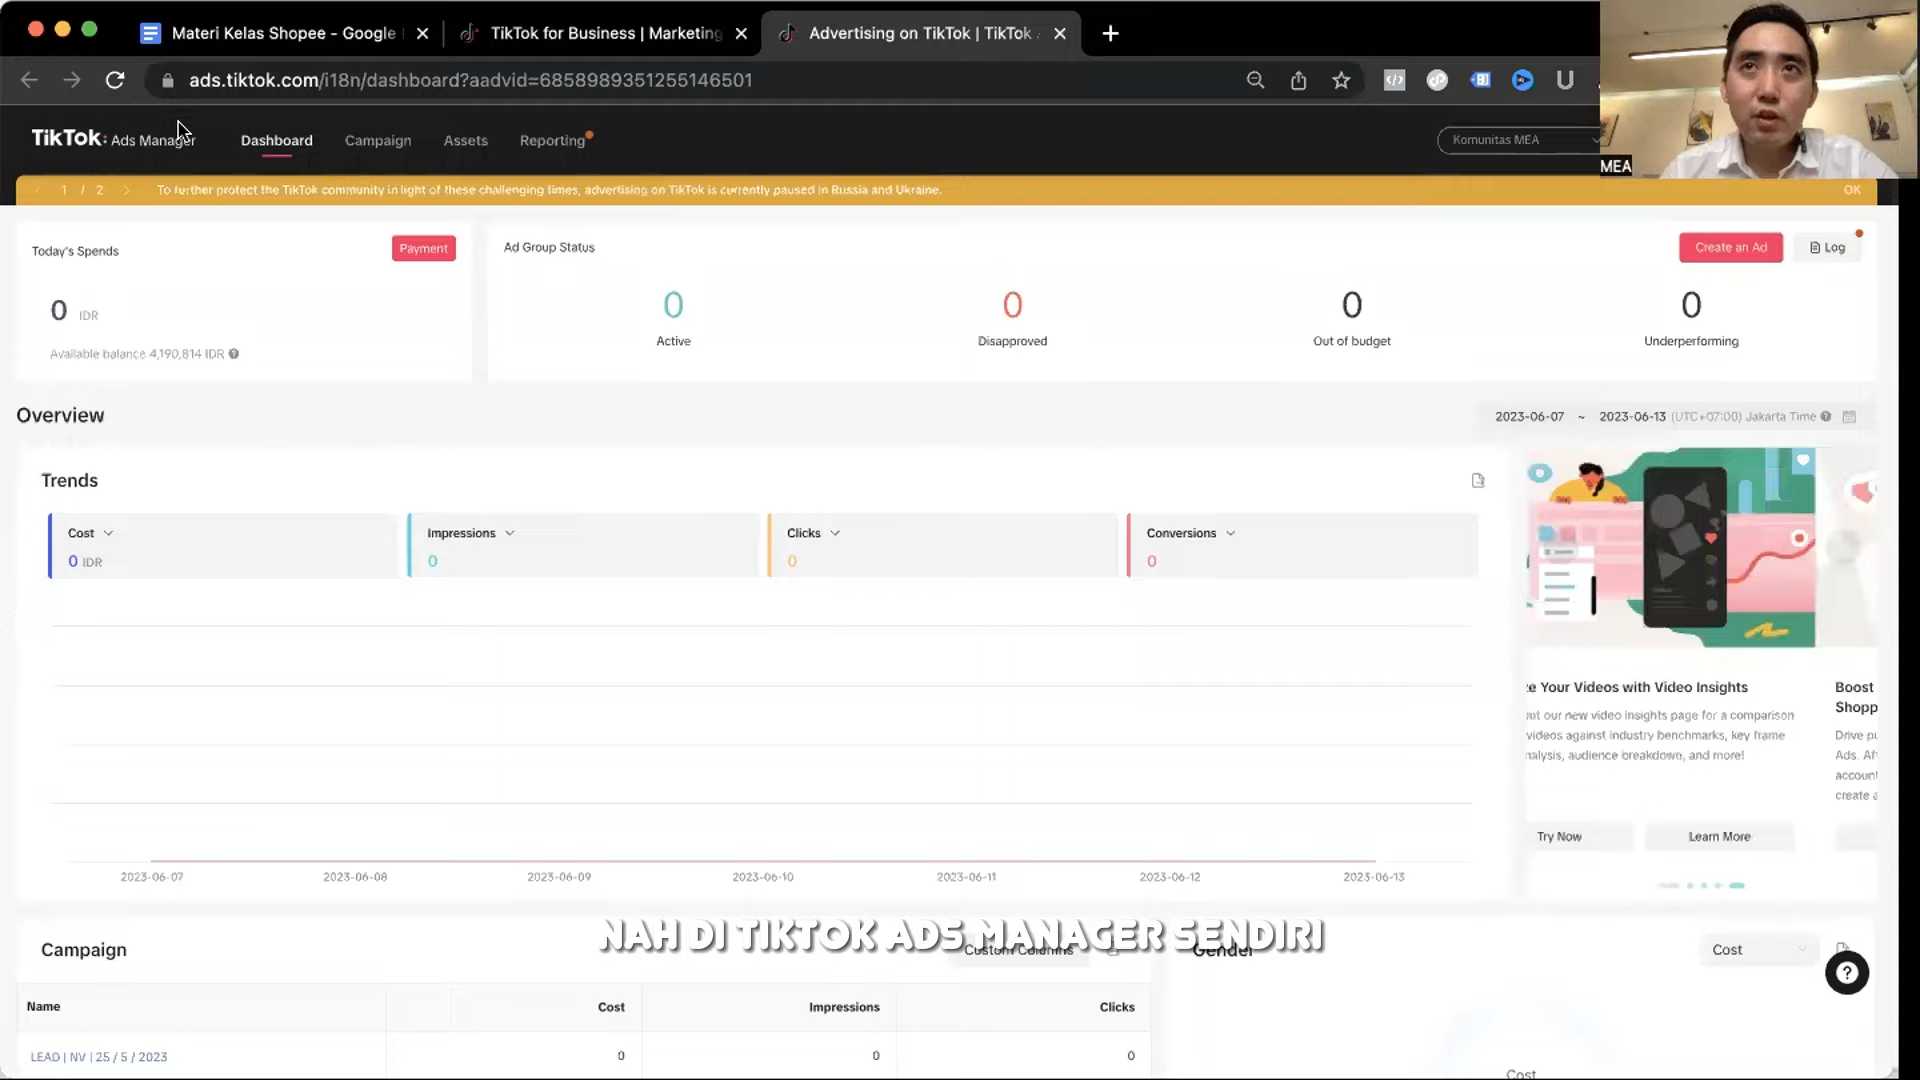 Materi Kelas Shopee - Google
TikTok for Business | Marketing
Advertising on TikTok | TikTok
ads.tiktok.com/i18n/dashboard?aadvid=6858989351255146501
TikTok: Ads Manager
Dashboard
Campaign
Assets
Reporting
Komunitas MEA
MEA
1 / 2
To further protect the TikTok community in light of these challenging times, advertising on TikTok is currently paused in Russia and Ukraine.
OK
Today's Spends
Payment
0 IDR
Available balance 4,190,814 IDR
Ad Group Status
Create an Ad
Log
0
Active
0
Disapproved
0
Out of budget
0
Underperforming
Overview
2023-06-07 ~ 2023-06-13 (UTC+07:00) Jakarta Time
Trends
Cost
0 IDR
Impressions
0
Clicks
0
Conversions
0
2023-06-07
2023-06-08
2023-06-09
2023-06-10
2023-06-11
2023-06-12
2023-06-13
Your Videos with Video Insights
our new video insights page for a comparison
videos against industry benchmarks, key frame
audience breakdown, and more!
Try Now
Learn More
Boost
Ads.
account
create
NAH DI TIKTOK ADS MANAGER SENDIRI
Campaign
Custom Columns
Gender
Cost
Name
Cost
Impressions
Clicks
LEAD | NV | 25 / 5 / 2023
0
0
0
Cost